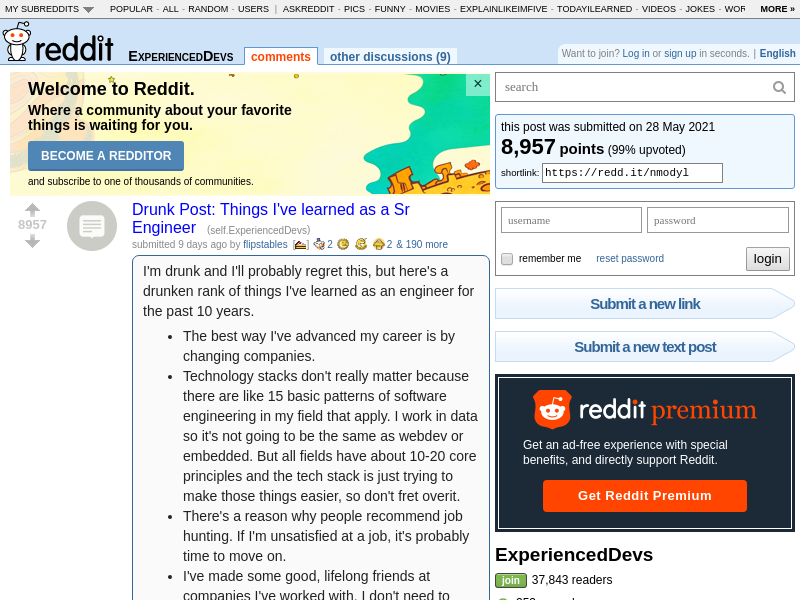 MY SUBREDDITS POPULAR - ALL - RANDOM - USERS | ASKREDDIT - PICS - FUNNY - MOVIES - EXPLAINLIKEIMFIVE - TODAYILEARNED - VIDEOS - JOKES - WOR MORE »
Want to join? Log in or sign up in seconds. | English
reddit EXPERIENCEDDEVS comments other discussions (9)
Welcome to Reddit.
Where a community about your favorite
things is waiting for you.
BECOME A REDDITOR
and subscribe to one of thousands of communities.
×
8957
Drunk Post: Things I've learned as a Sr
Engineer (self.ExperiencedDevs)
submitted 9 days ago by flipstables 2 2 & 190 more
I'm drunk and I'll probably regret this, but here's a
drunken rank of things I've learned as an engineer for
the past 10 years.
• The best way I've advanced my career is by
changing companies.
• Technology stacks don't really matter because
there are like 15 basic patterns of software
engineering in my field that apply. I work in data
so it's not going to be the same as webdev or
embedded. But all fields have about 10-20 core
principles and the tech stack is just trying to
make those things easier, so don't fret overit.
• There's a reason why people recommend job
hunting. If I'm unsatisfied at a job, it's probably
time to move on.
• I've made some good, lifelong friends at
companies I've worked with. I don't need to
search
this post was submitted on 28 May 2021
8,957 points (99% upvoted)
shortlink: https://redd.it/nmodyl
username password
remember me reset password login
Submit a new link
Submit a new text post
reddit premium
Get an ad-free experience with special
benefits, and directly support Reddit.
Get Reddit Premium
ExperiencedDevs
join 37,843 readers